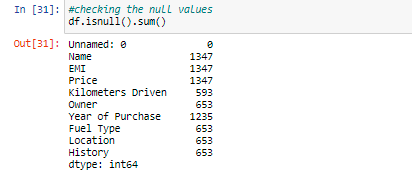 In [31]: #checking the null values
df.isnull().sum()
Out[31]: Unnamed: 0 0
Name 1347
EMI 1347
Price 1347
Kilometers Driven 593
Owner 653
Year of Purchase 1235
Fuel Type 653
Location 653
History 653
dtype: int64